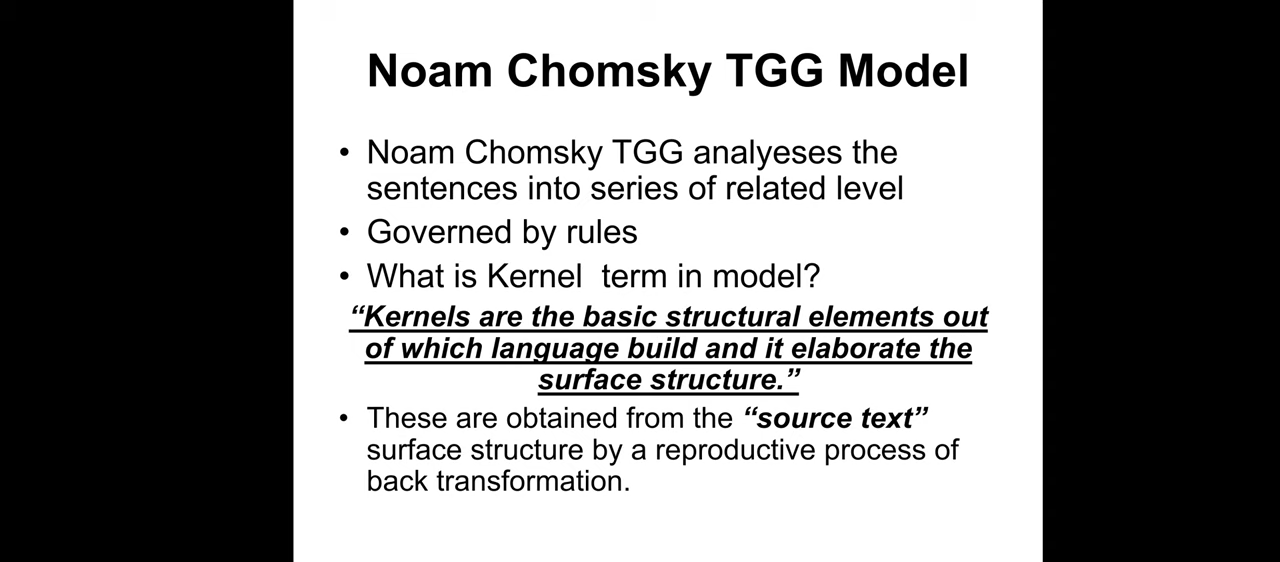 Noam Chomsky TGG Model
• Noam Chomsky TGG analyeses the
sentences into series of related level
• Governed by rules
• What is Kernel  term in model?
“Kernels are the basic structural elements out
of which language build and it elaborate the
surface structure.”
• These are obtained from the “source text”
surface structure by a reproductive process of
back transformation.